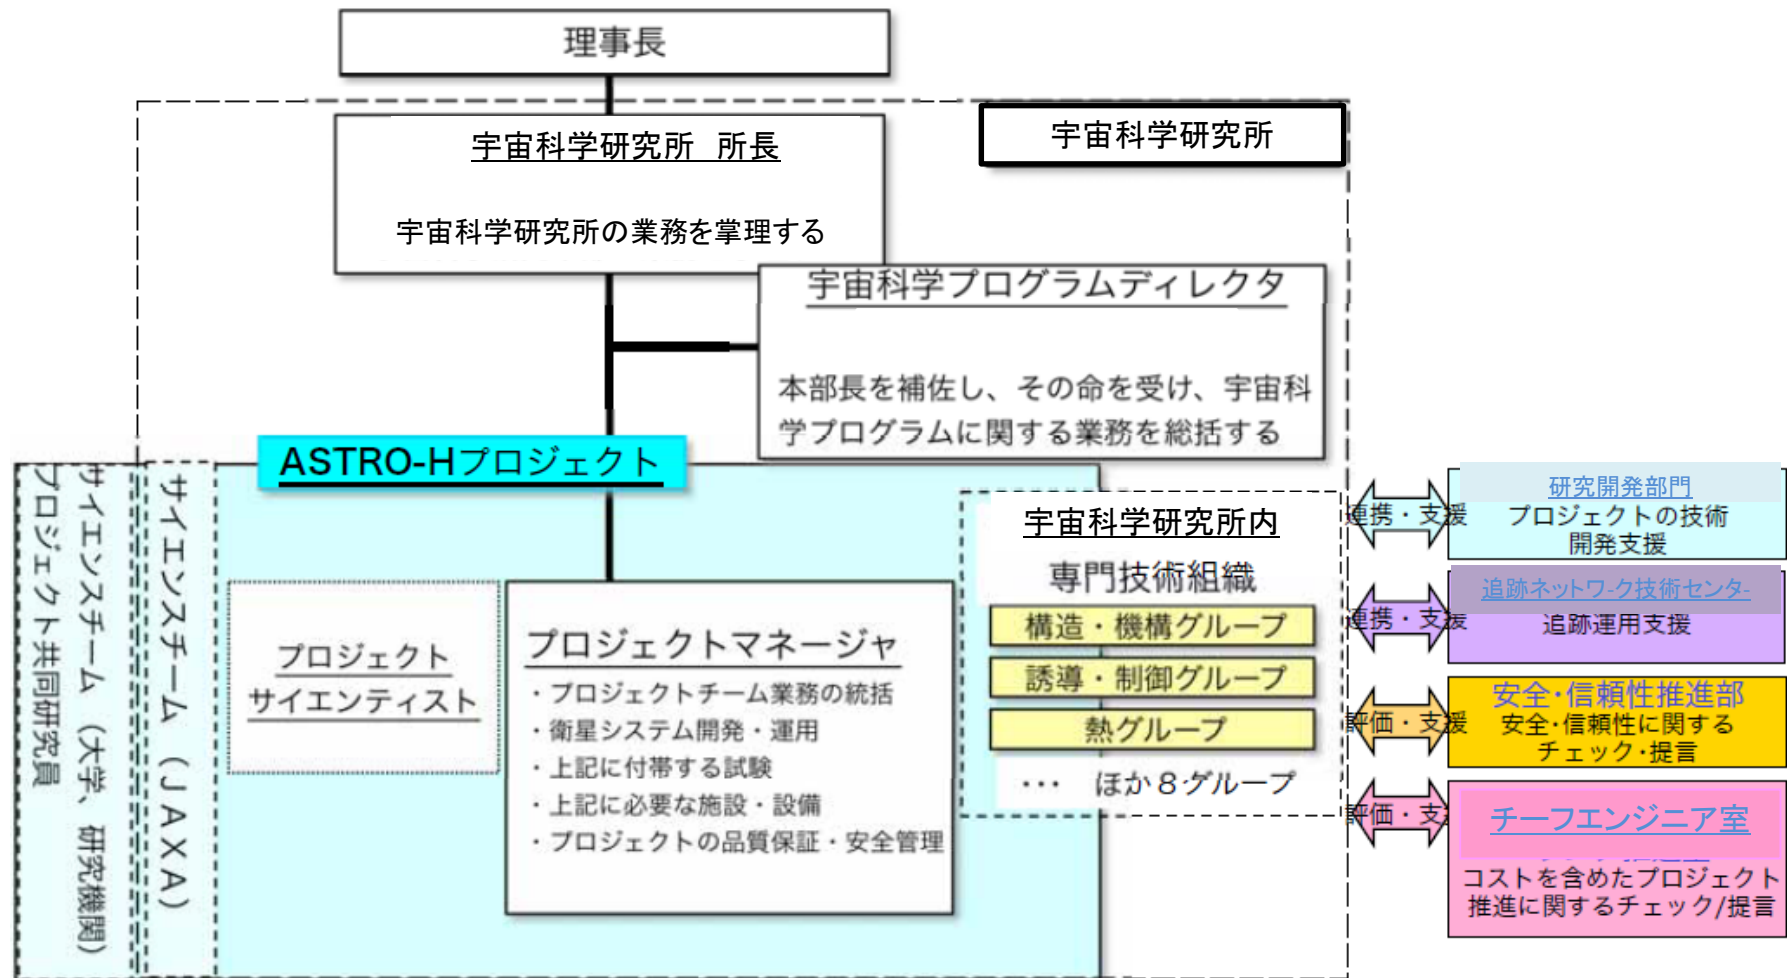 理事長
宇宙科学研究所
宇宙科学研究所　所長
宇宙科学研究所の業務を掌理する
宇宙科学プログラムディレクタ
本部長を補佐し、その命を受け、宇宙科
学プログラムに関する業務を総括する
ASTRO-Hプロジェクト
サイエンスチーム（大学、研究機関）
プロジェクト共同研究員
サイエンスチーム（JAXA）
プロジェクト
サイエンティスト
プロジェクトマネージャ
・プロジェクトチーム業務の統括
・衛星システム開発・運用
・上記に付帯する試験
・上記に必要な施設・設備
・プロジェクトの品質保証・安全管理
宇宙科学研究所内
専門技術組織
構造・機構グループ
誘導・制御グループ
熱グループ
… ほか８グループ
連携・支援
研究開発部門
プロジェクトの技術
開発支援
連携・支援
追跡ネットワ-ク技術センタ-
追跡運用支援
評価・支援
安全・信頼性推進部
安全・信頼性に関する
チェック・提言
評価・支援
チーフエンジニア室
コストを含めたプロジェクト
推進に関するチェック/提言